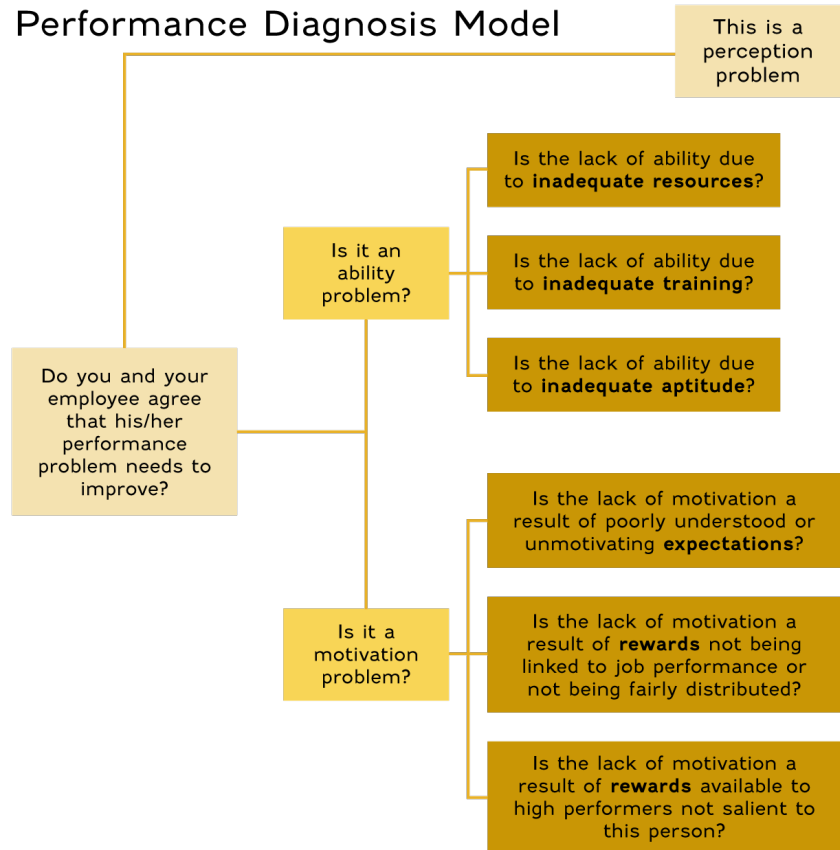 Performance Diagnosis Model
This is a
perception
problem
Is the lack of ability due
to inadequate resources?
Is it an
ability
problem?
Is the lack of ability due
to inadequate training?
Is the lack of ability due
to inadequate aptitude?
Do you and your
employee agree
that his/her
performance
problem needs to
improve?
Is the lack of motivation a
result of poorly understood or
unmotivating expectations?
Is it a
motivation
problem?
Is the lack of motivation a
result of rewards not being
linked to job performance or
not being fairly distributed?
Is the lack of motivation a
result of rewards available to
high performers not salient to
this person?